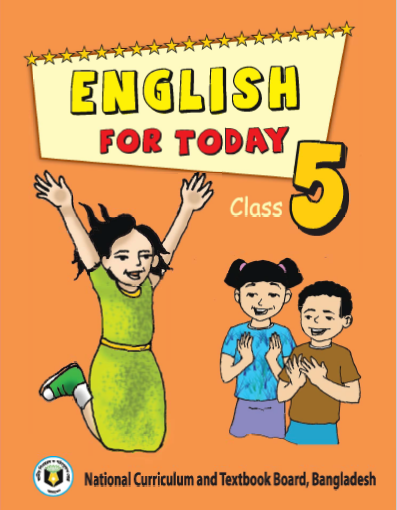 ENGLISH
FOR TODAY
Class 5
National Curriculum and Textbook Board, Bangladesh